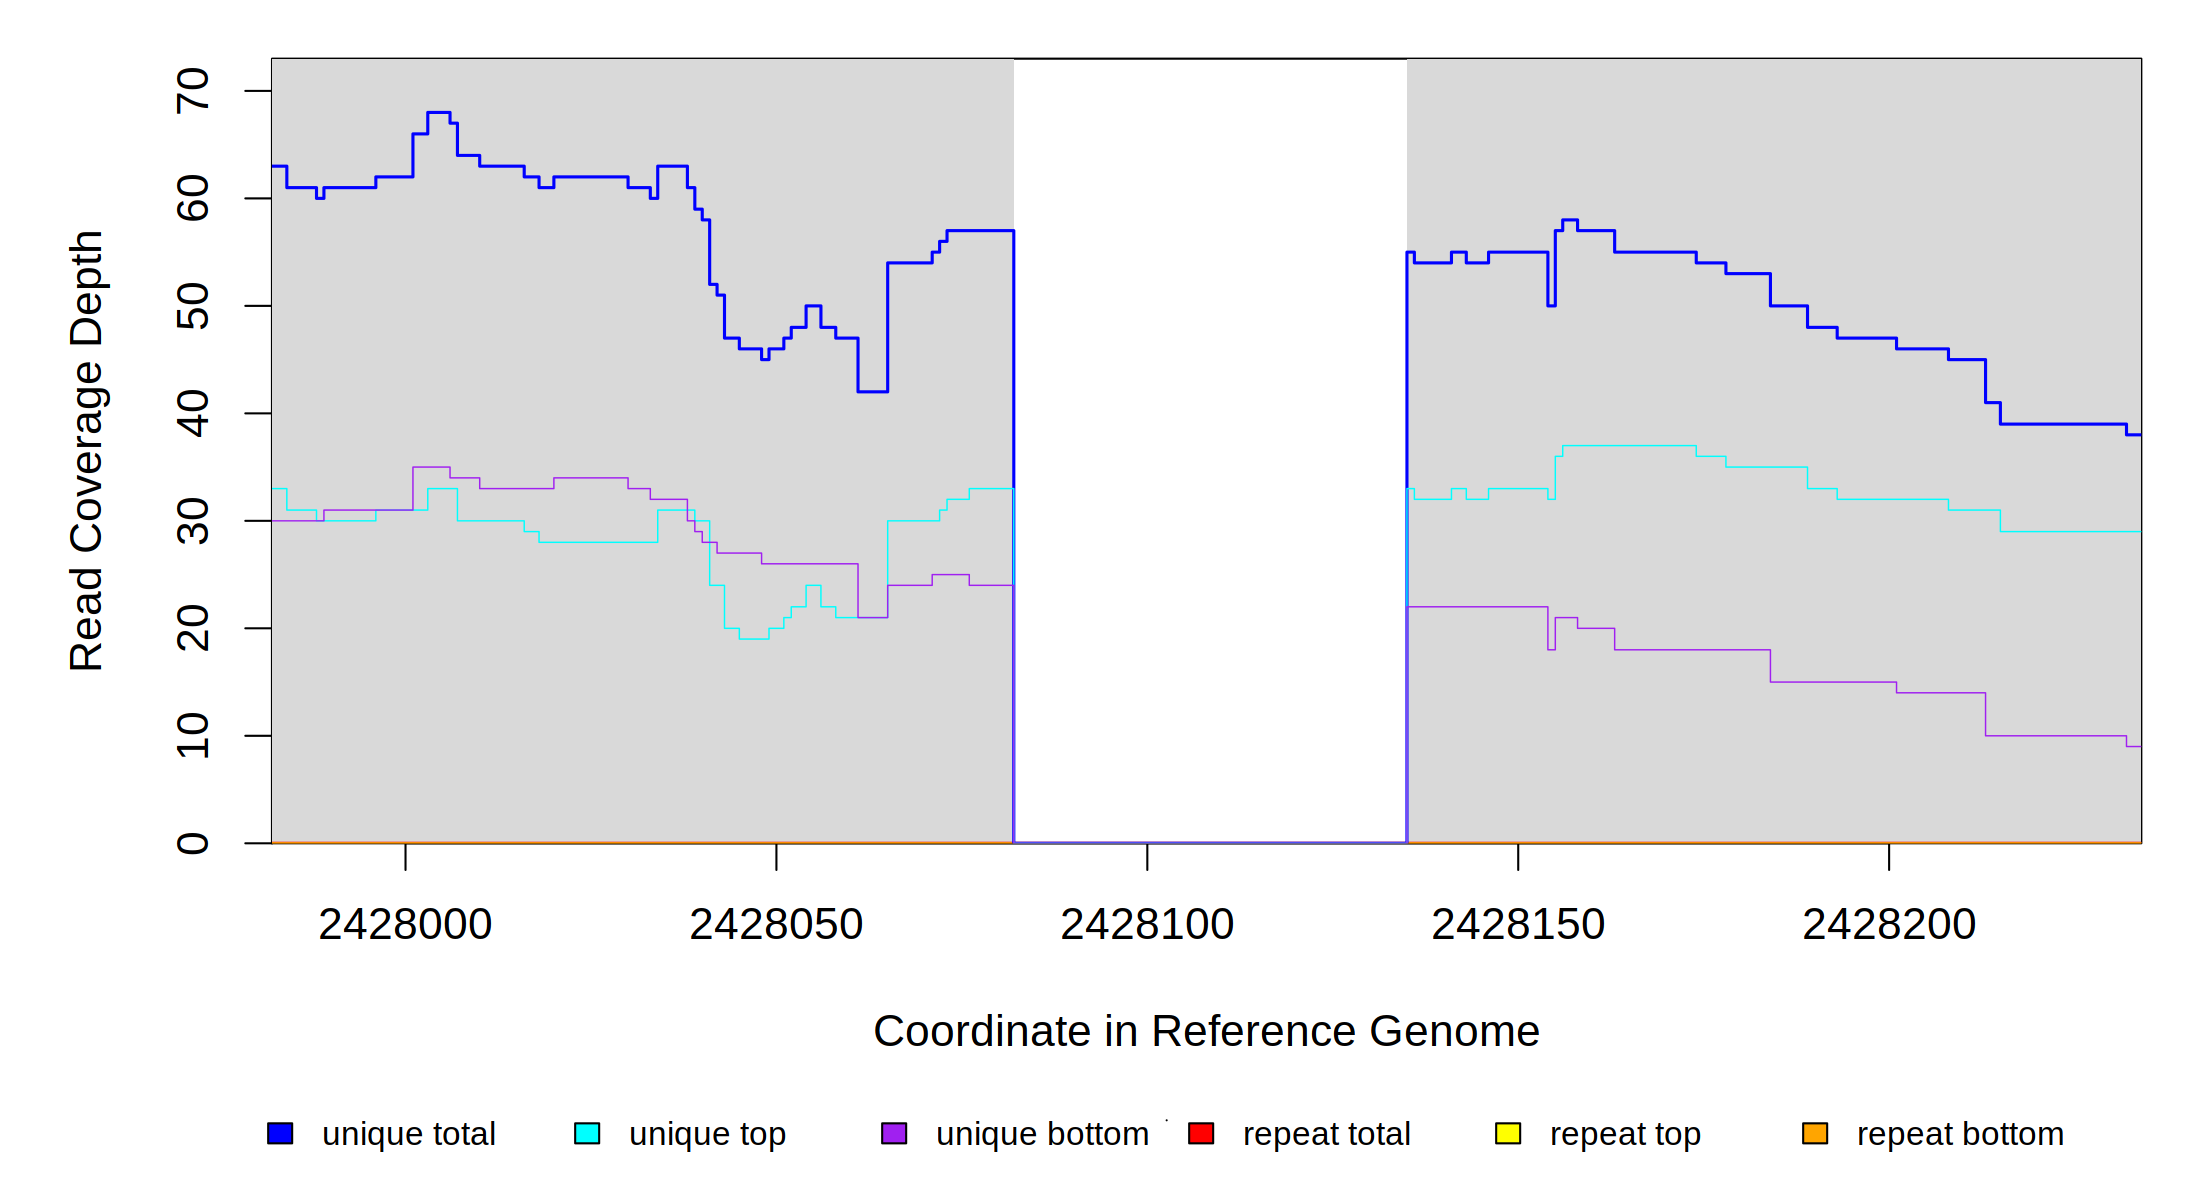 Read Coverage Depth
70
60
50
40
30
20
10
0
2428000 2428050 2428100 2428150 2428200
Coordinate in Reference Genome
unique total unique top unique bottom repeat total repeat top repeat bottom